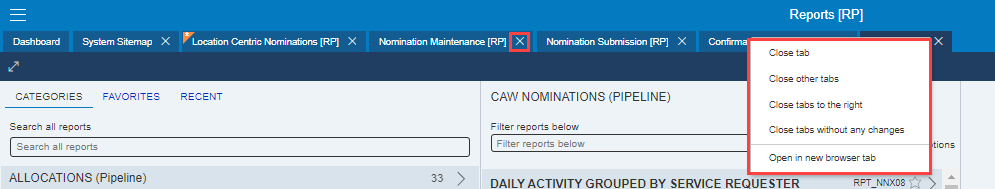 Reports [RP]
Dashboard System Sitemap Location Centric Nominations [RP] Nomination Maintenance [RP] Nomination Submission [RP] Confirma
Close tab
Close other tabs
Close tabs to the right
Close tabs without any changes
Open in new browser tab
CATEGORIES FAVORITES RECENT
Search all reports
Search all reports
ALLOCATIONS (Pipeline) 33
CAW NOMINATIONS (PIPELINE)
Filter reports below
Filter reports below
ptions
DAILY ACTIVITY GROUPED BY SERVICE REQUESTER RPT_NNX08